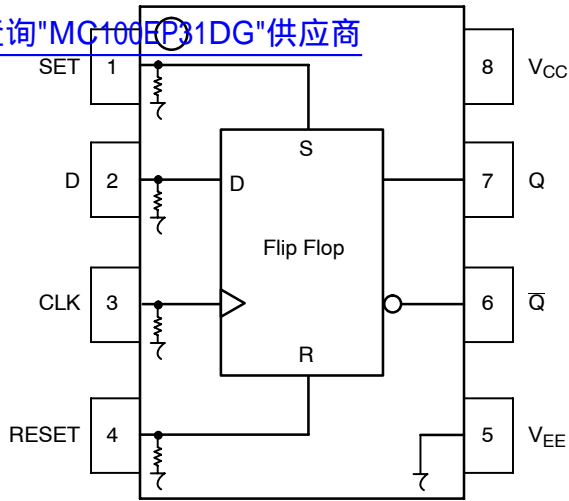 询"MC100EP31DG"供应商
SET 1
8 VCC
S
D 2
D
7 Q
Flip Flop
CLK 3
6 Q̅
R
RESET 4
5 VEE